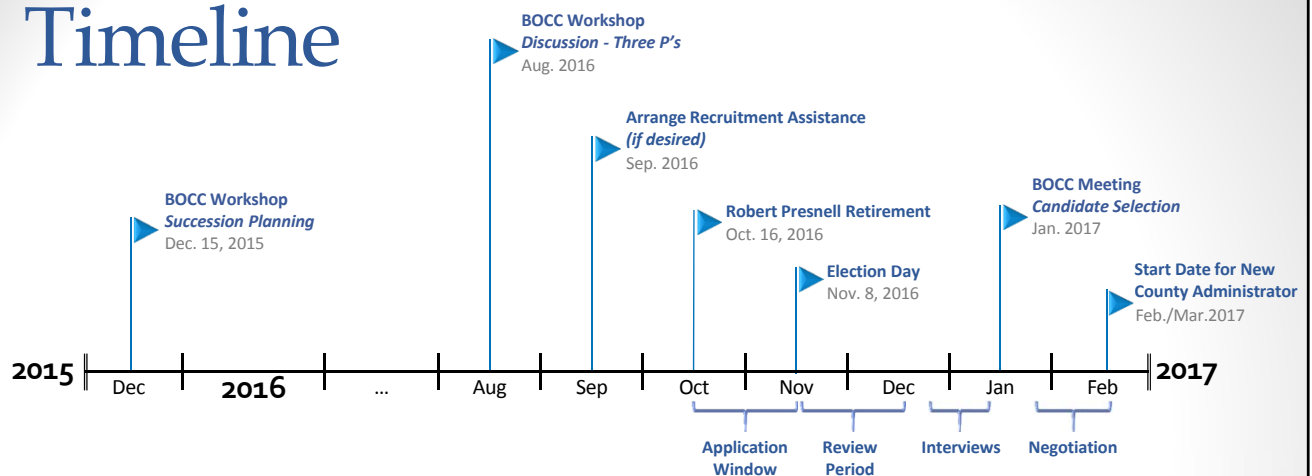 Timeline
BOCC Workshop
Discussion - Three P's
Aug. 2016
Arrange Recruitment Assistance
(if desired)
Sep. 2016
BOCC Workshop
Succession Planning
Dec. 15, 2015
Robert Presnell Retirement
Oct. 16, 2016
BOCC Meeting
Candidate Selection
Jan. 2017
Election Day
Nov. 8, 2016
Start Date for New
County Administrator
Feb./Mar.2017
2015
Dec
2016
...
Aug
Sep
Oct
Nov
Dec
Jan
Feb
2017
Application
Window
Review
Period
Interviews
Negotiation